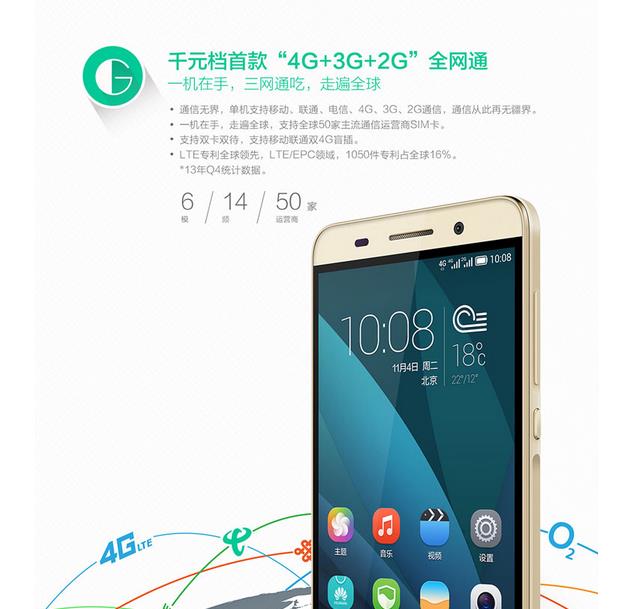 千元档首款“4G+3G+2G”全网通
一机在手，三网通吃，走遍全球
• 通信无界，单机支持移动、联通、电信、4G、3G、2G通信，通信从此再无疆界。
• 一机在手，走遍全球，支持全球50家主流通信运营商SIM卡。
• 支持双卡双待，支持移动联通双4G盲插。
• LTE专利全球领先，LTE/EPC领域，1050件专利占全球16%。
*13年Q4统计数据。
6 / 14 / 50 家
模 频 运营商
4G 4G 2G 10:08
10:08
18°C
11月4日 周二
北京
22°/12°
主题 音乐 视频 设置
4G LTE
O2